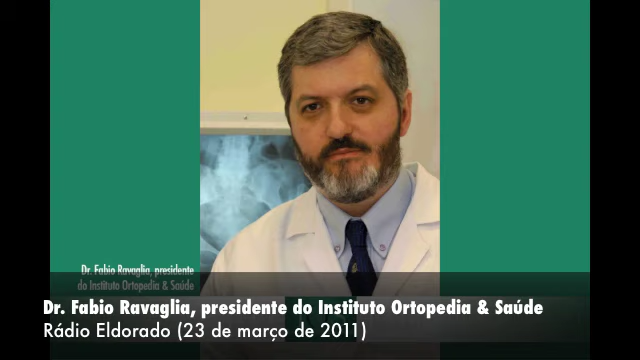 Dr. Fabio Ravaglia, presidente
do Instituto Ortopedia & Saúde
Dr. Fabio Ravaglia, presidente do Instituto Ortopedia & Saúde
Rádio Eldorado (23 de março de 2011)